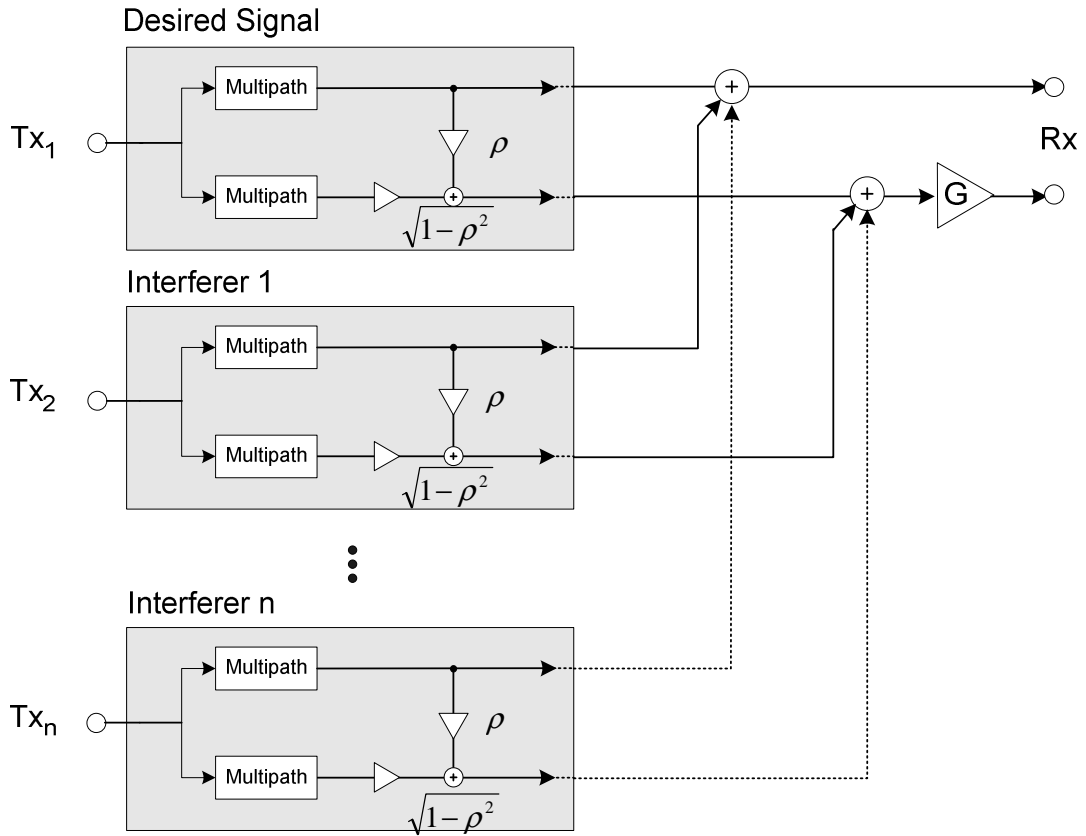 Desired Signal
Multipath
Tx₁
ρ
Rx
Multipath
+
√1−ρ²
+
+
G
Interferer 1
Multipath
Tx₂
ρ
Multipath
+
√1−ρ²
Interferer n
Multipath
Txₙ
ρ
Multipath
+
√1−ρ²